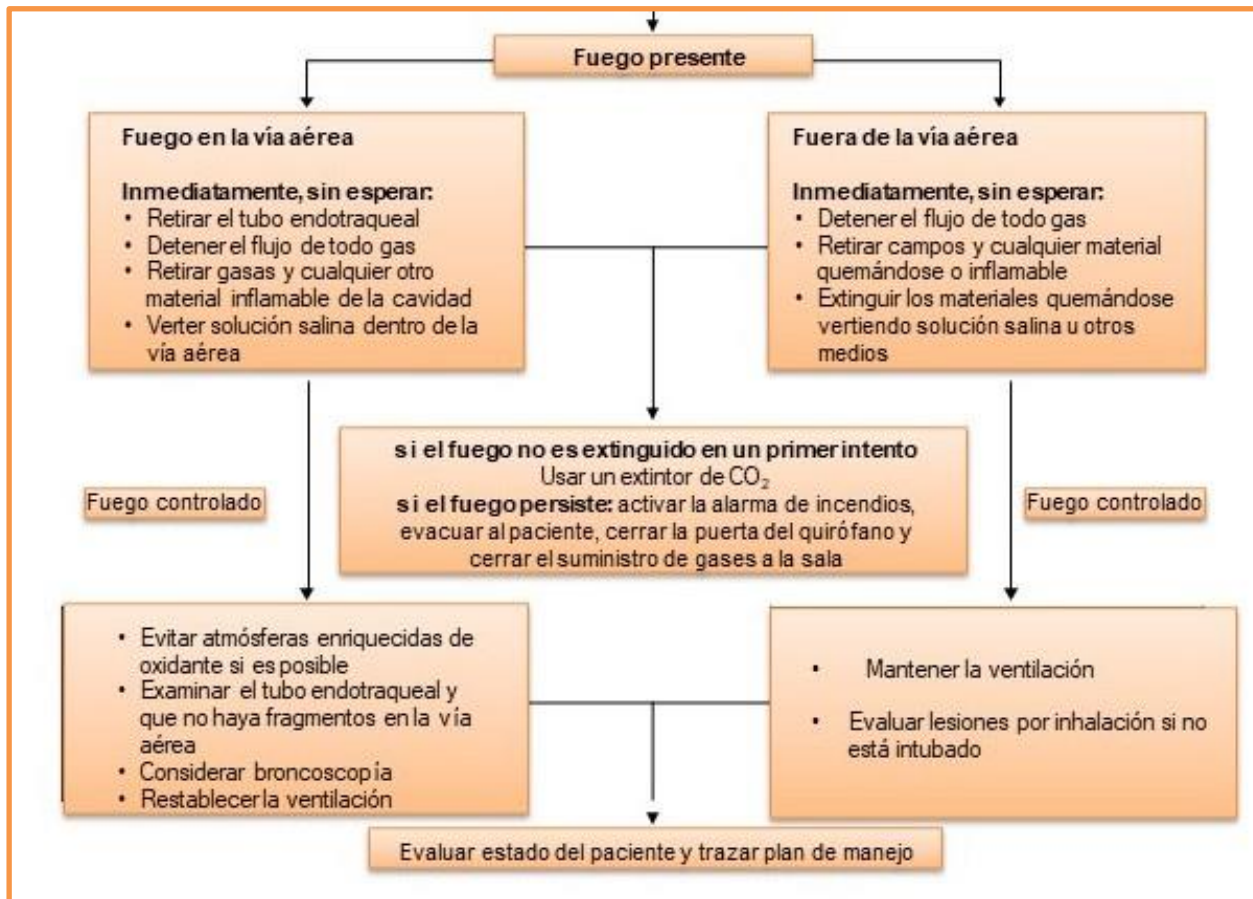 Fuego presente
Fuego en la vía aérea
Inmediatamente, sin esperar:
• Retirar el tubo endotraqueal
• Detener el flujo de todo gas
• Retirar gasas y cualquier otro
material inflamable de la cavidad
• Verter solución salina dentro de la
vía aérea
Fuera de la vía aérea
Inmediatamente, sin esperar:
• Detener el flujo de todo gas
• Retirar campos y cualquier material
quemándose o inflamable
• Extinguir los materiales quemándose
vertiendo solución salina u otros
medios
si el fuego no es extinguido en un primer intento
Usar un extintor de CO₂
si el fuego persiste: activar la alarma de incendios,
evacuar al paciente, cerrar la puerta del quirófano y
cerrar el suministro de gases a la sala
Fuego controlado
Fuego controlado
• Evitar atmósferas enriquecidas de
oxidante si es posible
• Examinar el tubo endotraqueal y
que no haya fragmentos en la vía
aérea
• Considerar broncoscopía
• Restablecer la ventilación
• Mantener la ventilación
• Evaluar lesiones por inhalación si no
está intubado
Evaluar estado del paciente y trazar plan de manejo